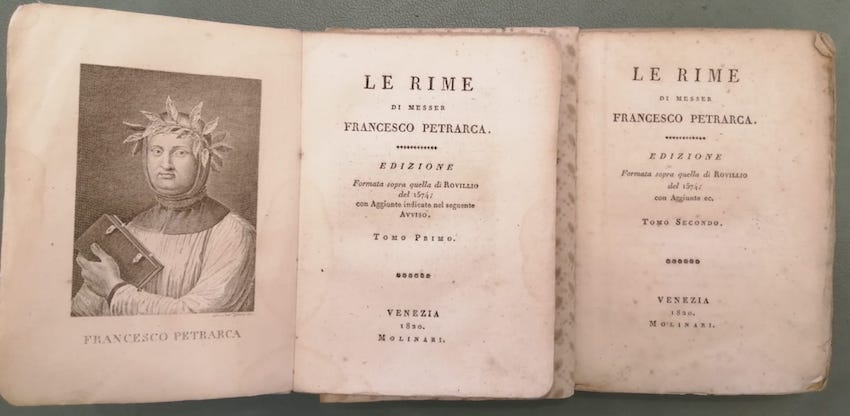 FRANCESCO PETRARCA
LE RIME
DI MESSER
FRANCESCO PETRARCA.
EDIZIONE
Formata sopra quella di ROVILLIO
del 1574;
con Aggiunte indicate nel seguente
AVVISO.
TOMO PRIMO.
VENEZIA
1820.
MOLINARI.
LE RIME
DI MESSER
FRANCESCO PETRARCA.
EDIZIONE
Formata sopra quella di ROVILLIO
del 1574;
con Aggiunte ec.
TOMO SECONDO.
VENEZIA
1820.
MOLINARI.